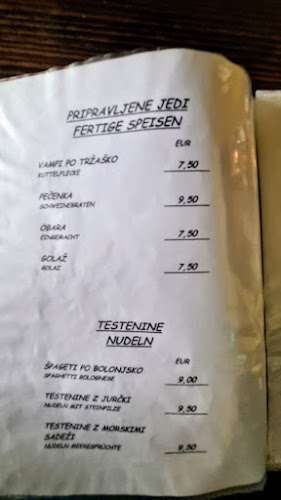 PRIPRAVLJENE JEDI
FERTIGE SPEISEN
EUR
VAMPI PO TRŽAŠKO 7,50
KUTTELFLECKE
PEČENKA 9,50
SCHWEINEBRATEN
OBARA 7,50
EINGEMACHT
GOLAŽ 7,50
GOLAŽ
TESTENINE
NUDELN
EUR
ŠPAGETI PO BOLONJSKO
SPAGHETTI BOLOGNESE 9,00
TESTENINE Z JURČKI
NUDELN MIT STEINPILZE 9,50
TESTENINE Z MORSKIMI
SADEŽI
NUDELN MEERESFRÜCHTE 9,50